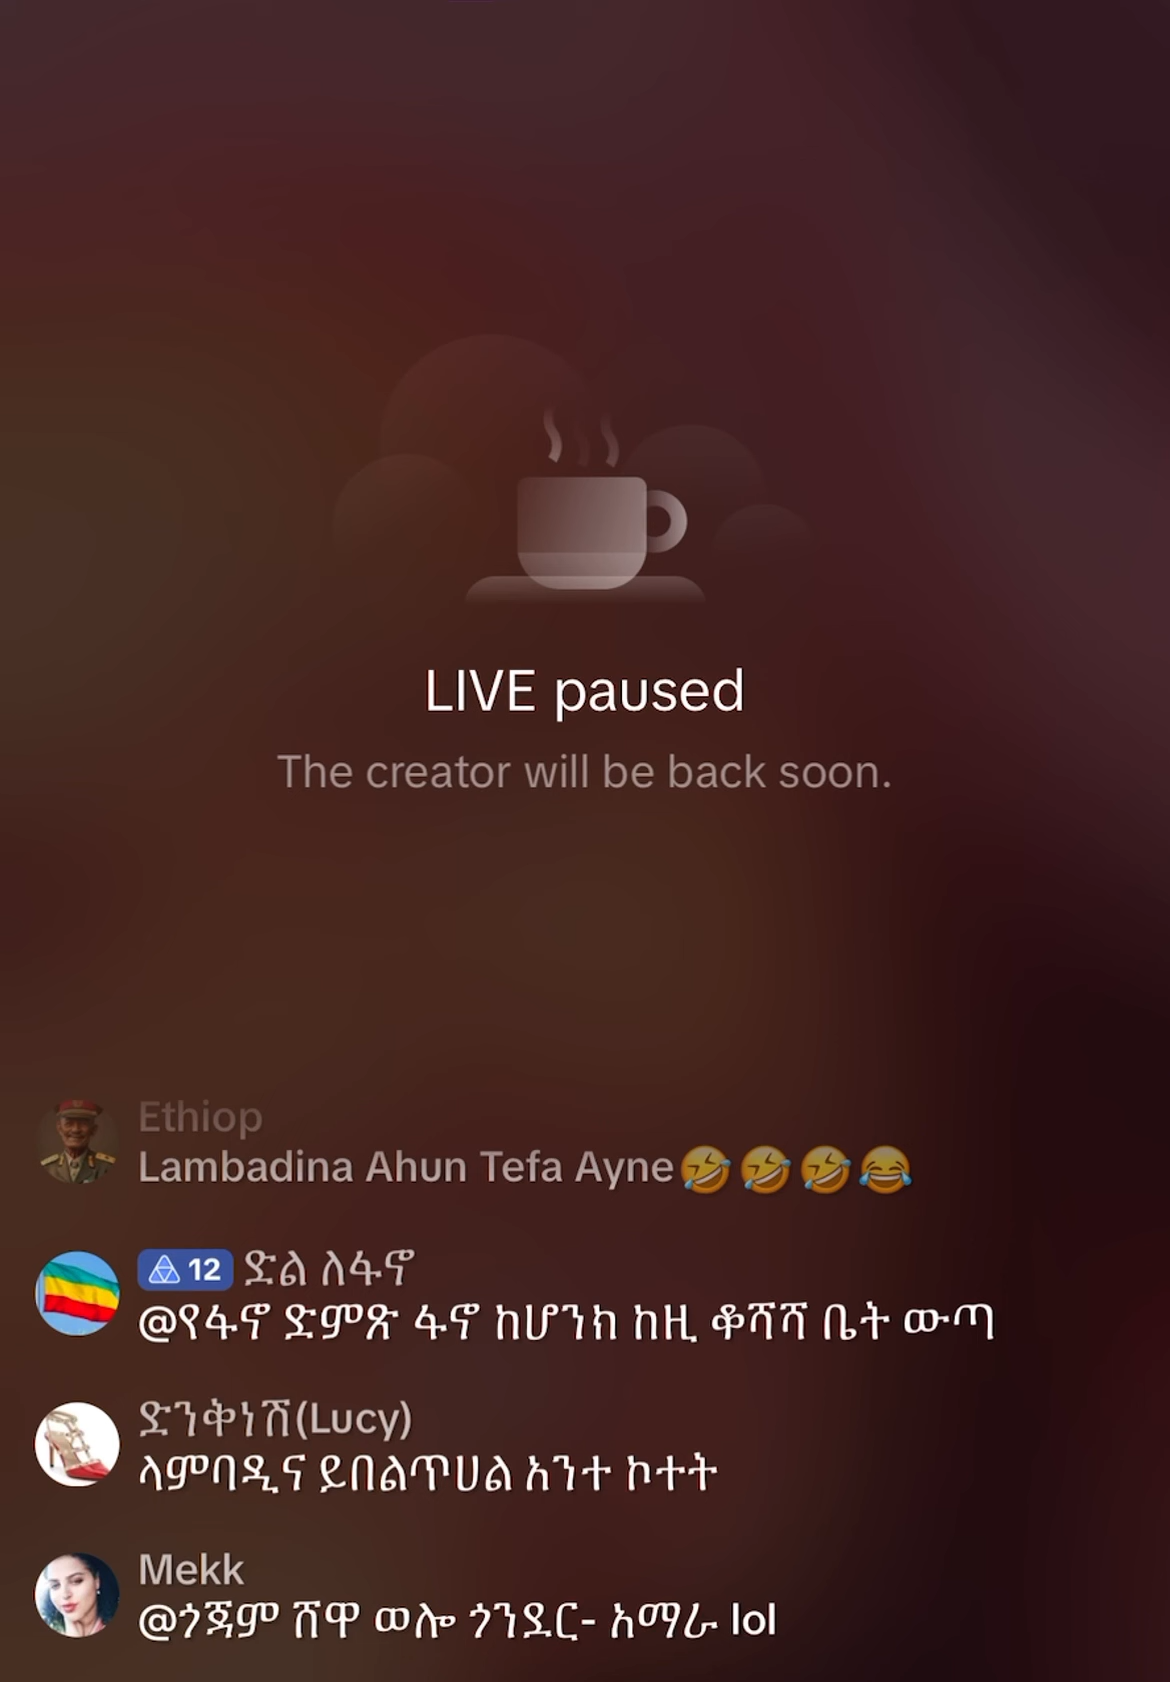 LIVE paused
The creator will be back soon.
Ethiop
Lambadina Ahun Tefa Ayne🤣🤣🤣😂
12 ድል ለፋኖ
@የፋኖ ድምጽ ፋኖ ከሆንክ ከዚ ቆሻሻ ቤት ውጣ
ድንቅነሽ(Lucy)
ላምባዲና ይበልጥሀል አንተ ኮተት
Mekk
@ጎጃም ሸዋ ወሎ ጎንደር- አማራ lol